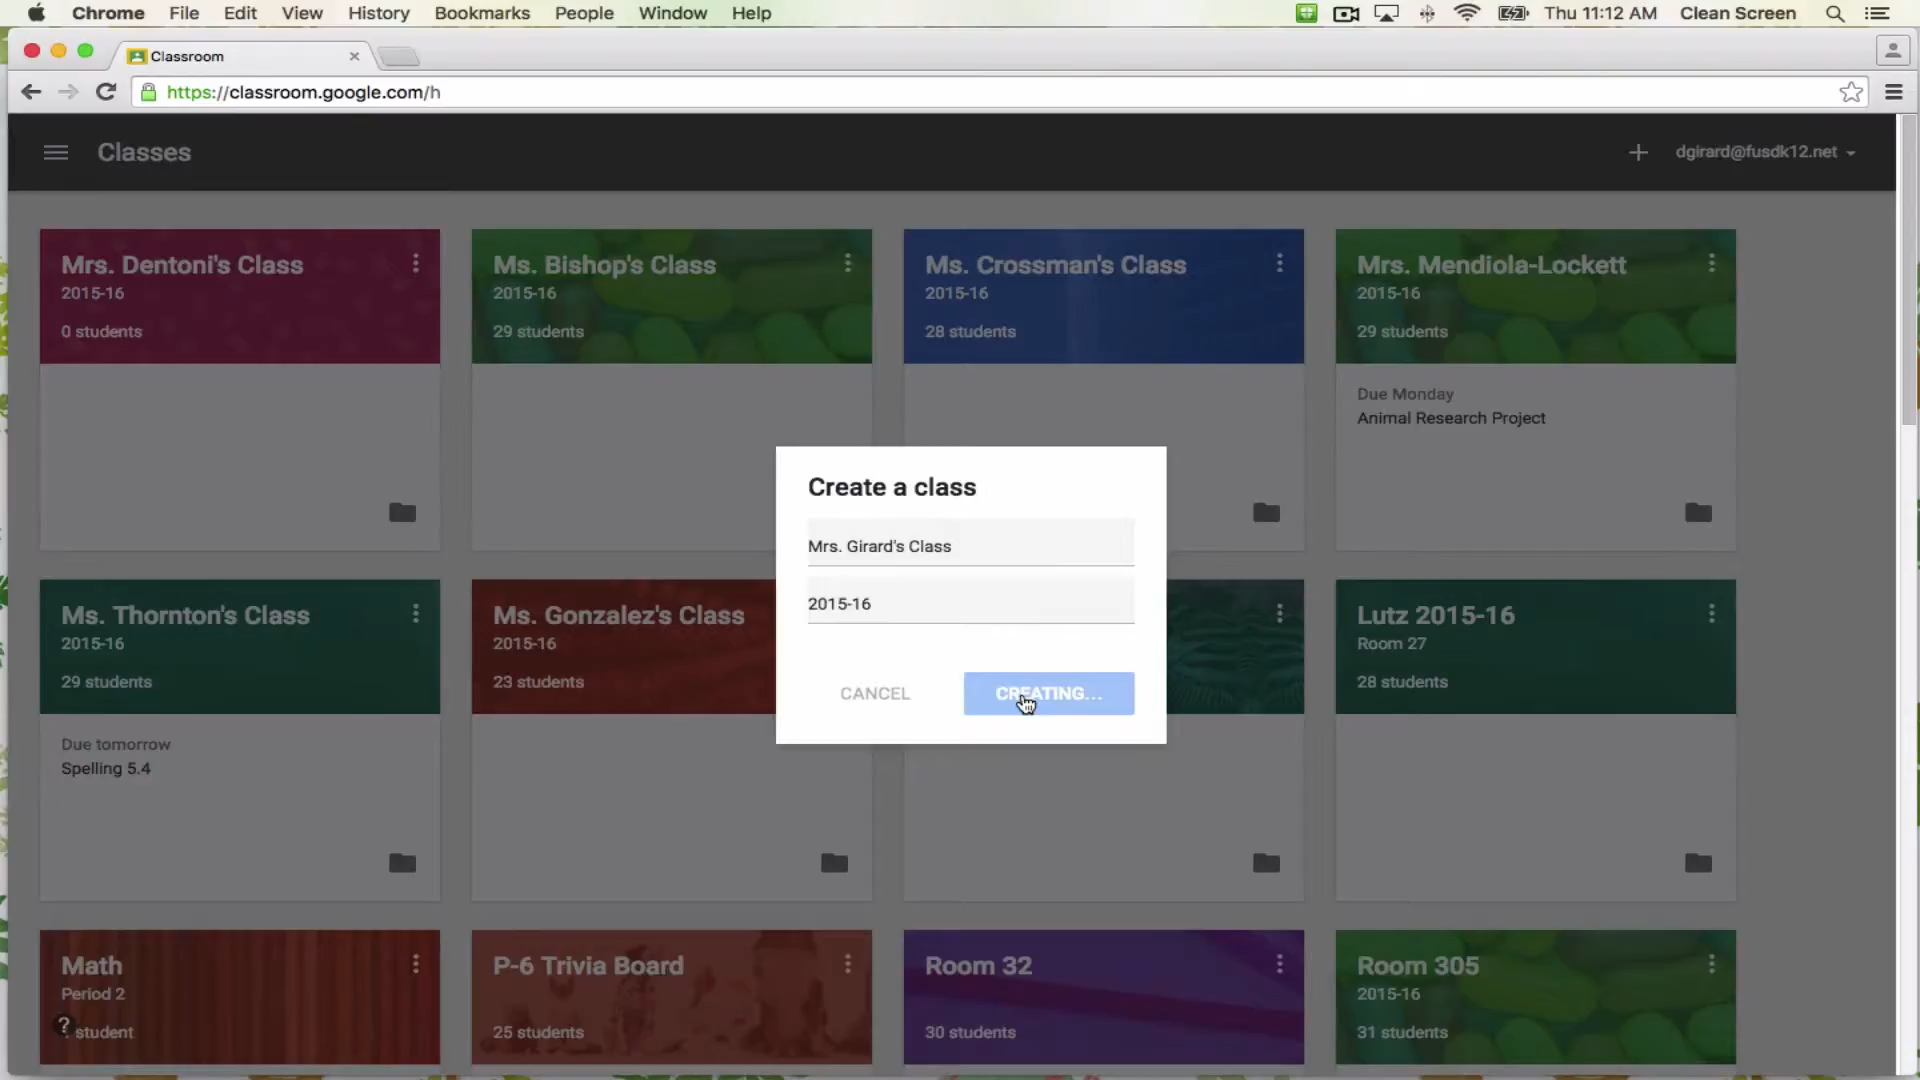 Chrome File Edit View History Bookmarks People Window Help Thu 11:12 AM Clean Screen
Classroom
https://classroom.google.com/h
Classes
dgirard@fusdk12.net
Mrs. Dentoni's Class
2015-16
0 students
Ms. Bishop's Class
2015-16
29 students
Ms. Crossman's Class
2015-16
28 students
Mrs. Mendiola-Lockett
2015-16
29 students
Due Monday
Animal Research Project
Create a class
Mrs. Girard's Class
2015-16
CANCEL
CREATING...
Ms. Thornton's Class
2015-16
29 students
Due tomorrow
Spelling 5.4
Ms. Gonzalez's Class
2015-16
23 students
Lutz 2015-16
Room 27
28 students
Math
Period 2
? student
P-6 Trivia Board
25 students
Room 32
30 students
Room 305
2015-16
31 students